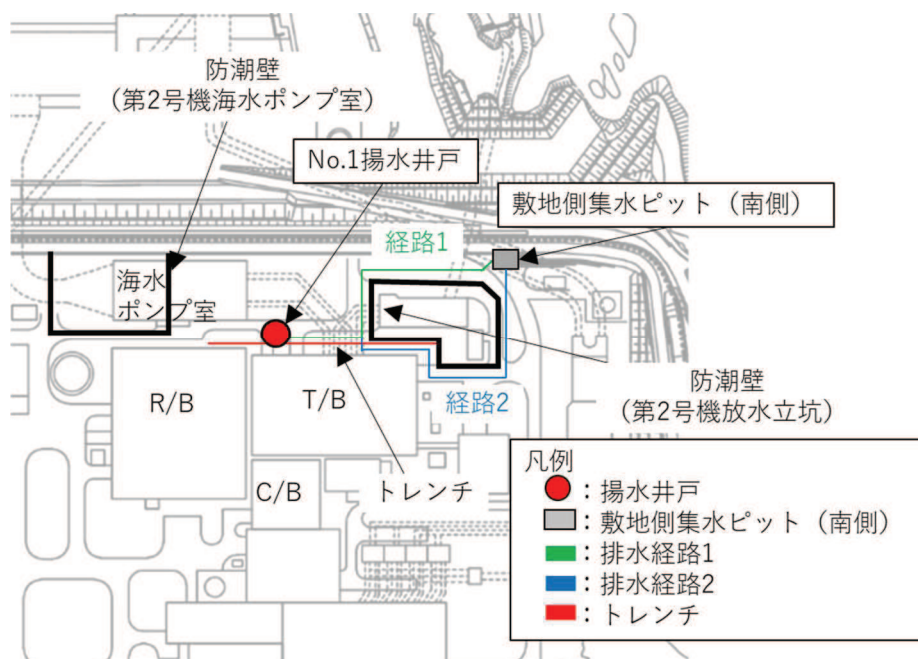 防潮壁
(第2号機海水ポンプ室)
No.1揚水井戸
敷地側集水ピット（南側）
経路1
海水
ポンプ室
防潮壁
(第2号機放水立坑)
R/B
T/B
経路2
C/B
トレンチ
凡例
：揚水井戸
：敷地側集水ピット（南側）
：排水経路1
：排水経路2
：トレンチ